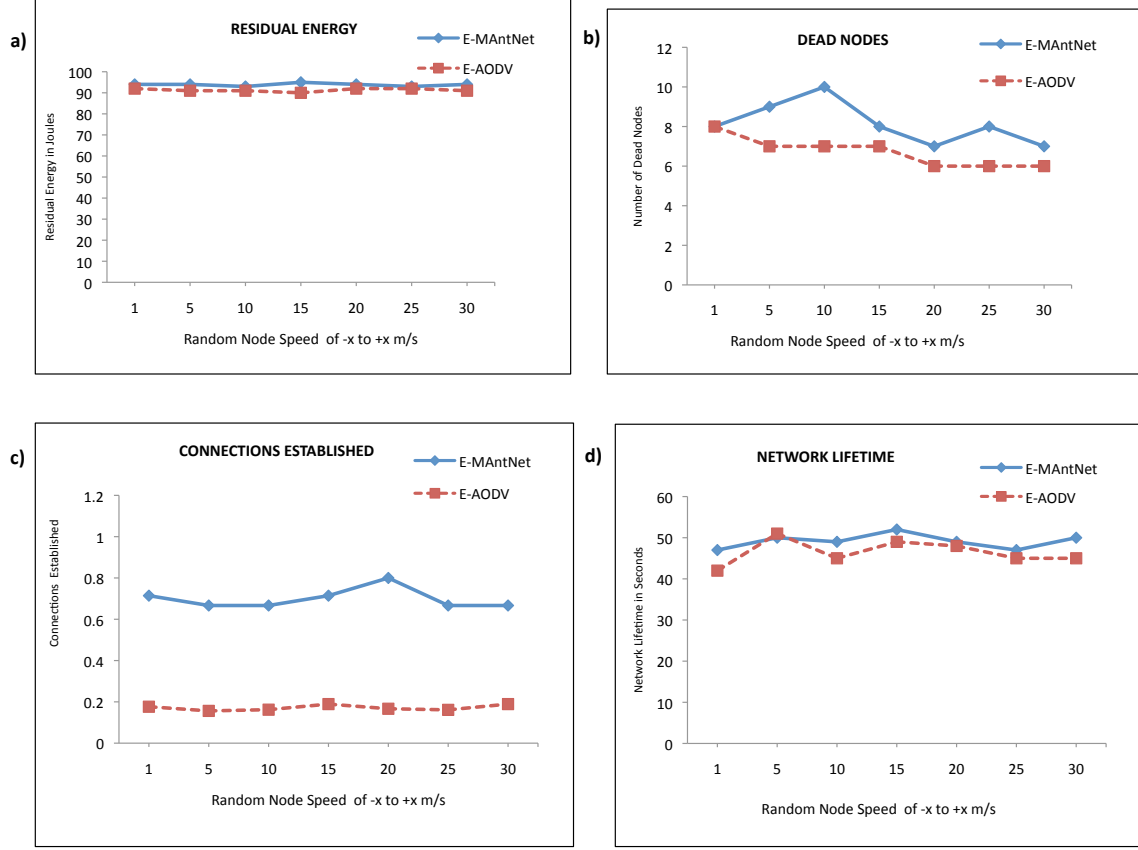 a)
RESIDUAL ENERGY
E-MAntNet
E-AODV
Residual Energy in Joules
100
90
80
70
60
50
40
30
20
10
0
1 5 10 15 20 25 30
Random Node Speed of -x to +x m/s
b)
DEAD NODES
E-MAntNet
E-AODV
Number of Dead Nodes
12
10
8
6
4
2
0
1 5 10 15 20 25 30
Random Node Speed of -x to +x m/s
c)
CONNECTIONS ESTABLISHED
E-MAntNet
E-AODV
Connections Established
1.2
1
0.8
0.6
0.4
0.2
0
1 5 10 15 20 25 30
Random Node Speed of -x to +x m/s
d)
NETWORK LIFETIME
E-MAntNet
E-AODV
Network Lifetime in Seconds
60
50
40
30
20
10
0
1 5 10 15 20 25 30
Random Node Speed of -x to +x m/s